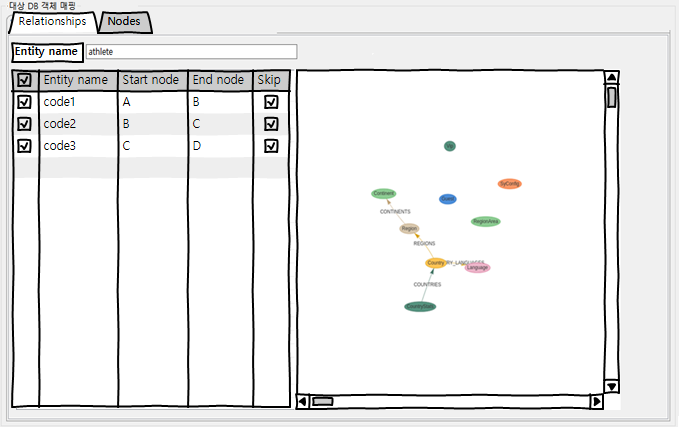 대상 DB 객체 매핑
Relationships Nodes
Entity name athlete
Entity name Start node End node Skip
code1 A B
code2 B C
code3 C D
SyConfig
Continent
RegionArea
CONTINENTS
Region
REGIONS
Country
Language
COUNTRIES